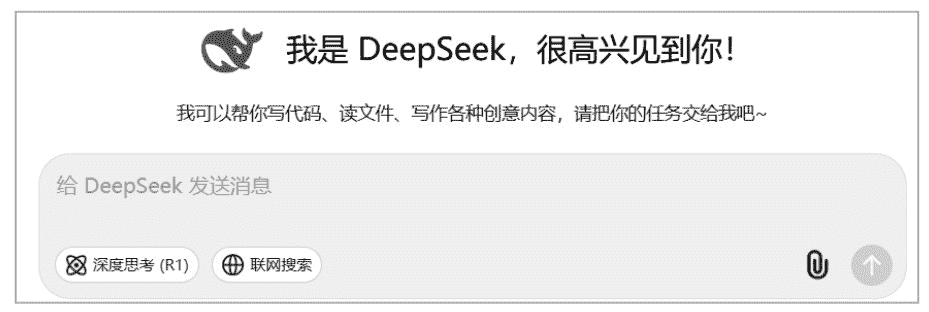 我是 DeepSeek，很高兴见到你！
我可以帮你写代码、读文件、写作各种创意内容，请把你的任务交给我吧~
给 DeepSeek 发送消息
深度思考 (R1) 联网搜索